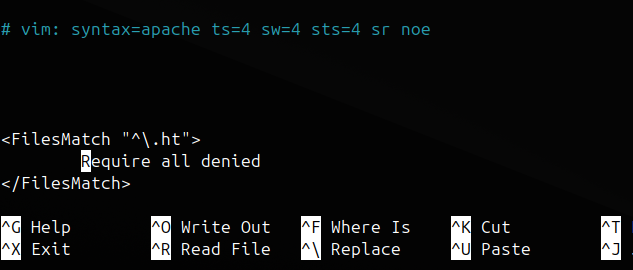 # vim: syntax=apache ts=4 sw=4 sts=4 sr noe
<FilesMatch "^\.ht">
Require all denied
</FilesMatch>
^G Help ^O Write Out ^F Where Is ^K Cut ^T
^X Exit ^R Read File ^\ Replace ^U Paste ^J